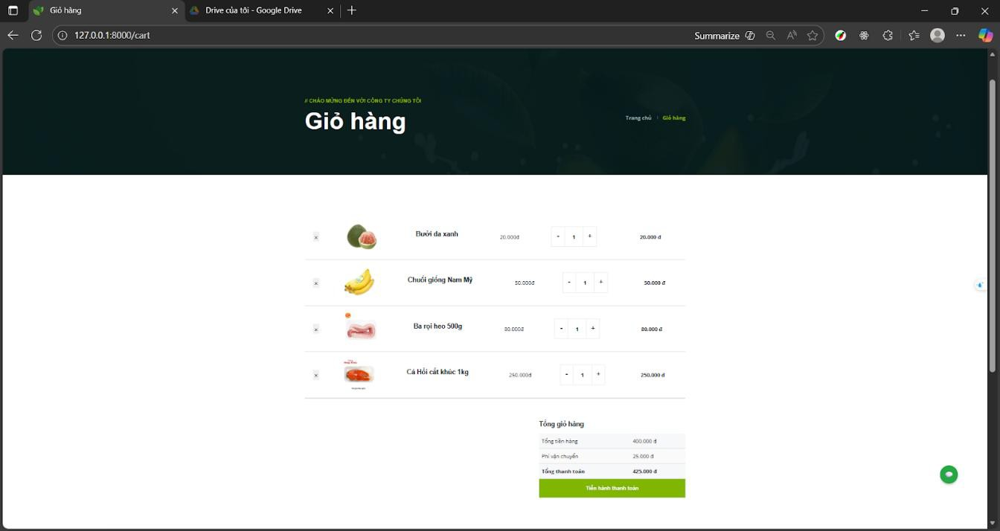 Giỏ hàng
Drive của tôi - Google Drive
127.0.0.1:8000/cart
Summarize
// CHÀO MỪNG ĐẾN VỚI CÔNG TY CHÚNG TÔI
Giỏ hàng
Trang chủ
Giỏ hàng
x Bưởi da xanh 20.000đ - 1 + 20.000 đ
x Chuối giống Nam Mỹ 50.000đ - 1 + 50.000 đ
x Ba rọi heo 500g 80.000đ - 1 + 80.000 đ
x Cá Hồi cắt khúc 1kg 250.000đ - 1 + 250.000 đ
Tổng giỏ hàng
Tổng tiền hàng 400.000 đ
Phí vận chuyển 25.000 đ
Tổng thanh toán 425.000 đ
Tiến hành thanh toán